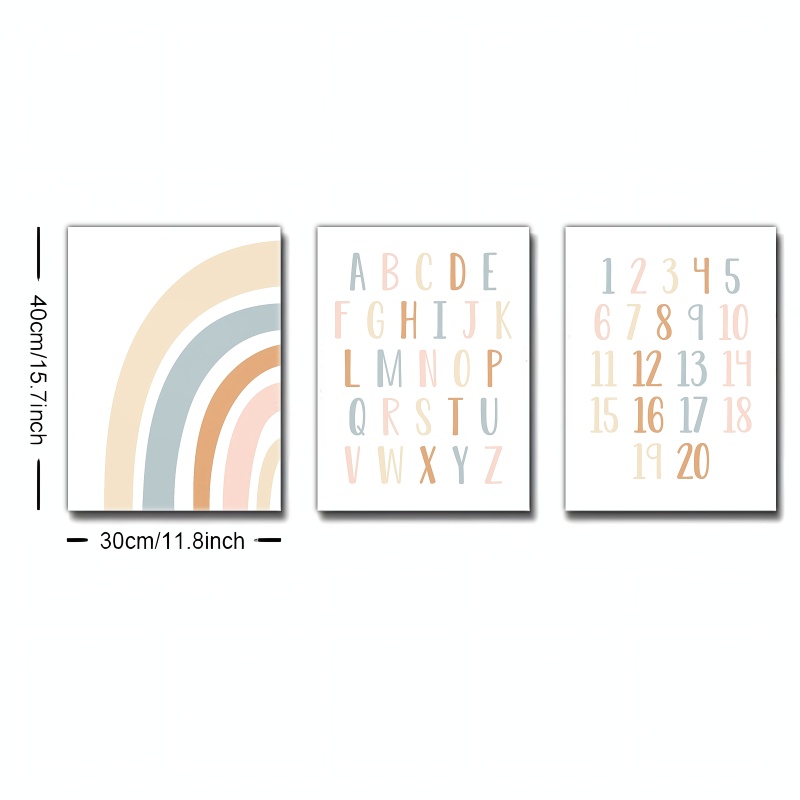 40cm/15.7inch
30cm/11.8inch
A B C D E
F G H I J K
L M N O P
Q R S T U
V W X Y Z
1 2 3 4 5
6 7 8 9 10
11 12 13 14
15 16 17 18
19 20